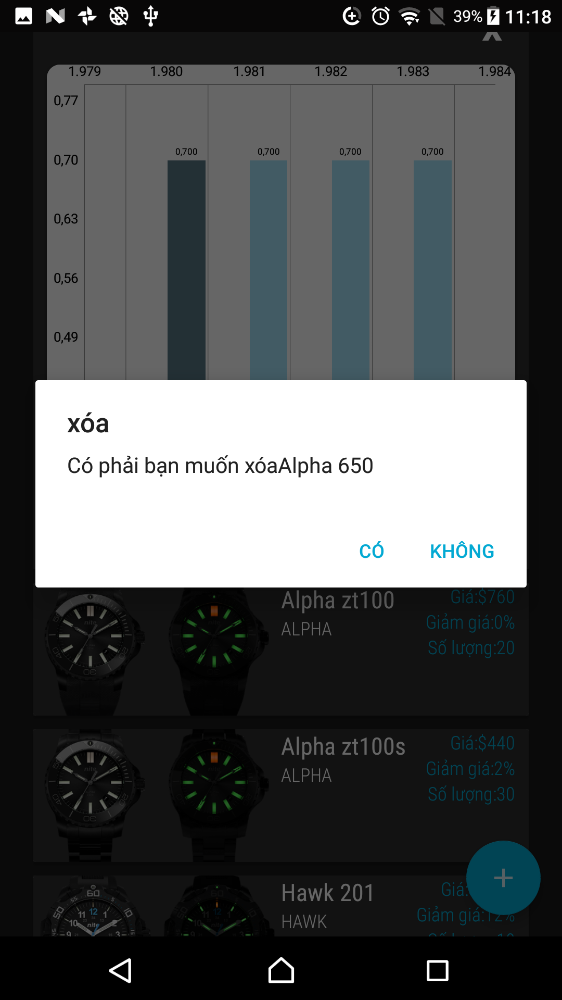 39% 11:18
X
1.979 1.980 1.981 1.982 1.983 1.984
0,77
0,700 0,700 0,700 0,700
0,70
0,63
0,56
0,49
xóa
Có phải bạn muốn xóaAlpha 650
CÓ KHÔNG
Alpha zt100 Giá:$760
ALPHA Giảm giá:0%
Số lượng:20
Alpha zt100s Giá:$440
ALPHA Giảm giá:2%
Số lượng:30
+
Hawk 201 Giá:
HAWK Giảm giá:12%